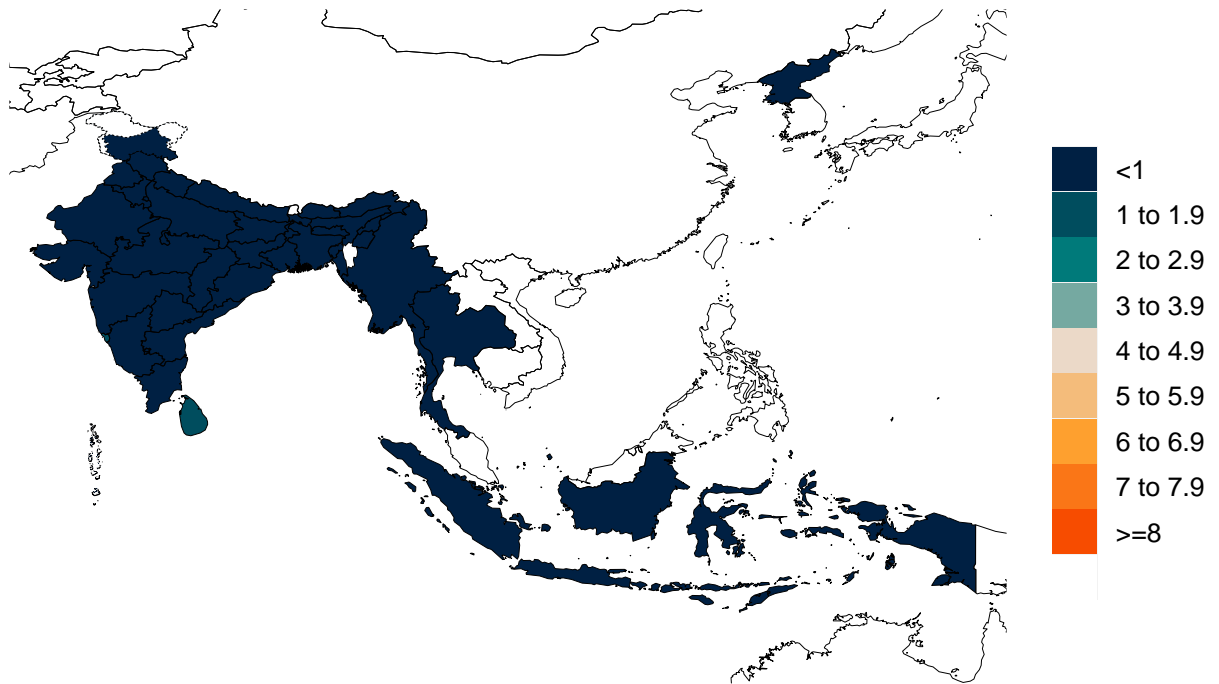 <1
1 to 1.9
2 to 2.9
3 to 3.9
4 to 4.9
5 to 5.9
6 to 6.9
7 to 7.9
>=8